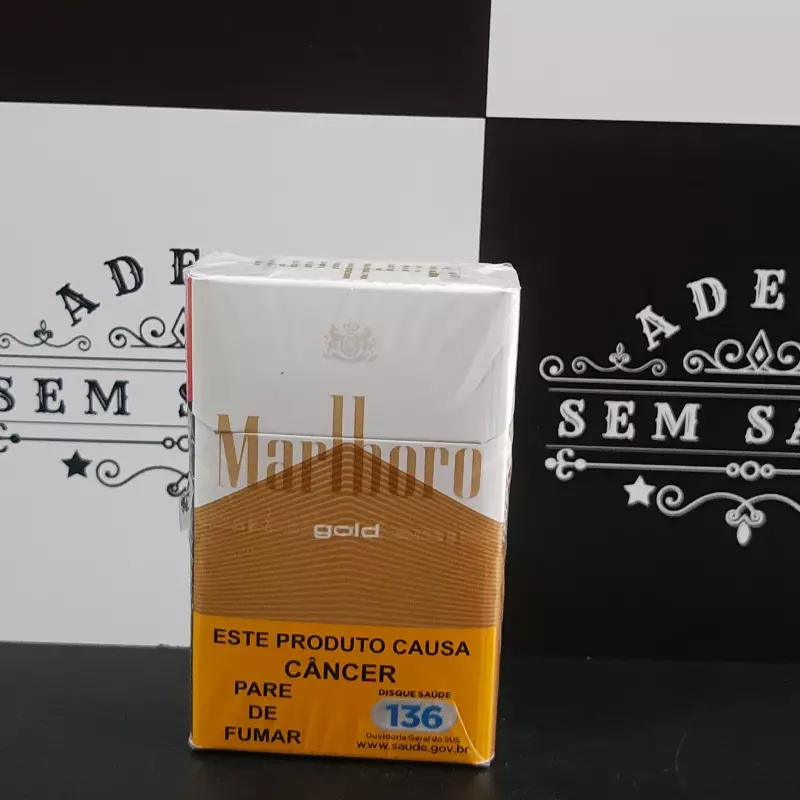 ADE
SEM
ADE
SEM SA
Marlboro
gold
ESTE PRODUTO CAUSA
CÂNCER
PARE
DE
FUMAR
DISQUE SAÚDE
136
Ouvidoria Geral do SUS
www.saude.gov.br